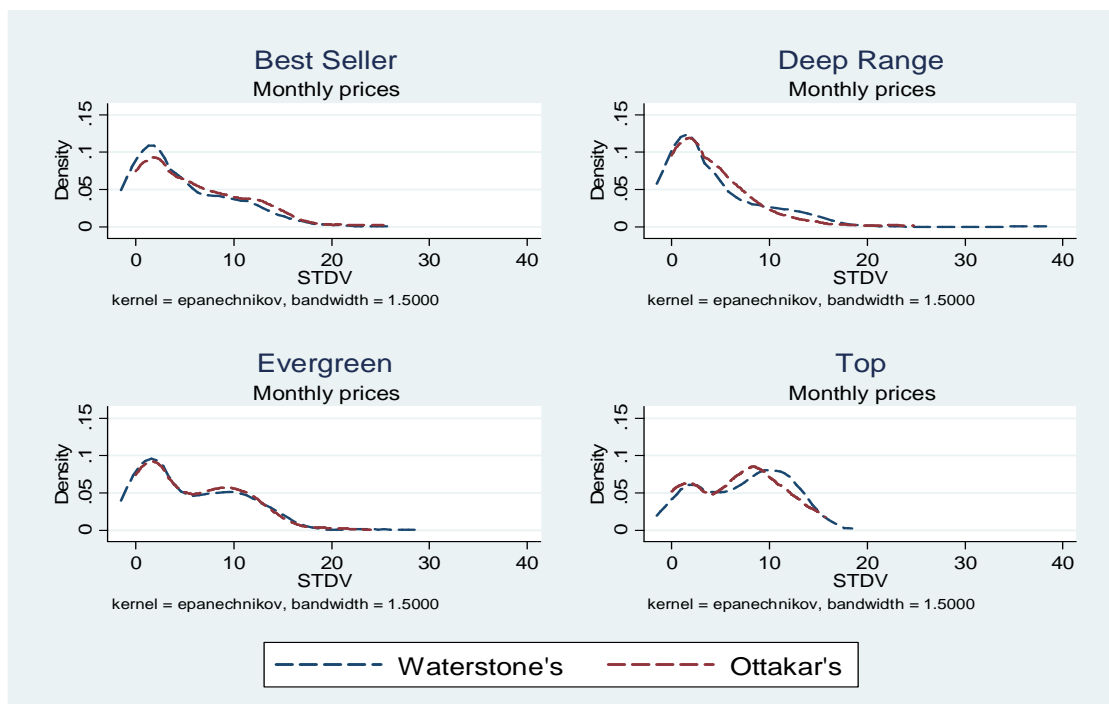 Best Seller
Monthly prices
Density
0 .05 .1 .15
0 10 20 30 40
STDV
kernel = epanechnikov, bandwidth = 1.5000
Deep Range
Monthly prices
Density
0 .05 .1 .15
0 10 20 30 40
STDV
kernel = epanechnikov, bandwidth = 1.5000
Evergreen
Monthly prices
Density
0 .05 .1 .15
0 10 20 30 40
STDV
kernel = epanechnikov, bandwidth = 1.5000
Top
Monthly prices
Density
0 .05 .1 .15
0 10 20 30 40
STDV
kernel = epanechnikov, bandwidth = 1.5000
Waterstone's Ottakar's